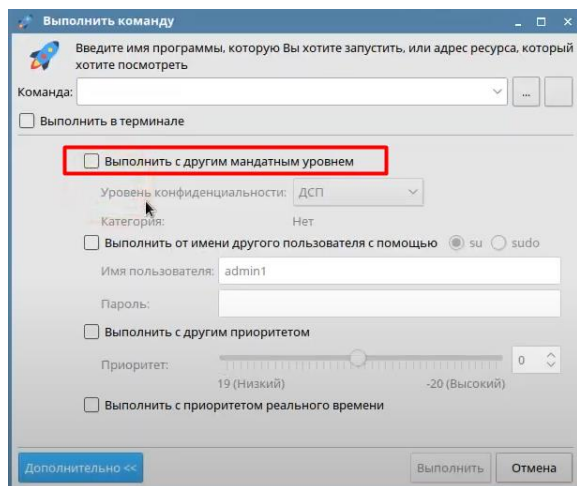 Выполнить команду
Введите имя программы, которую Вы хотите запустить, или адрес ресурса, который
хотите посмотреть
Команда:
...
Выполнить в терминале
Выполнить с другим мандатным уровнем
Уровень конфиденциальности: ДСП
Категория: Нет
Выполнить от имени другого пользователя с помощью su sudo
Имя пользователя: admin1
Пароль:
Выполнить с другим приоритетом
Приоритет: 0
19 (Низкий) -20 (Высокий)
Выполнить с приоритетом реального времени
Дополнительно << Выполнить Отмена